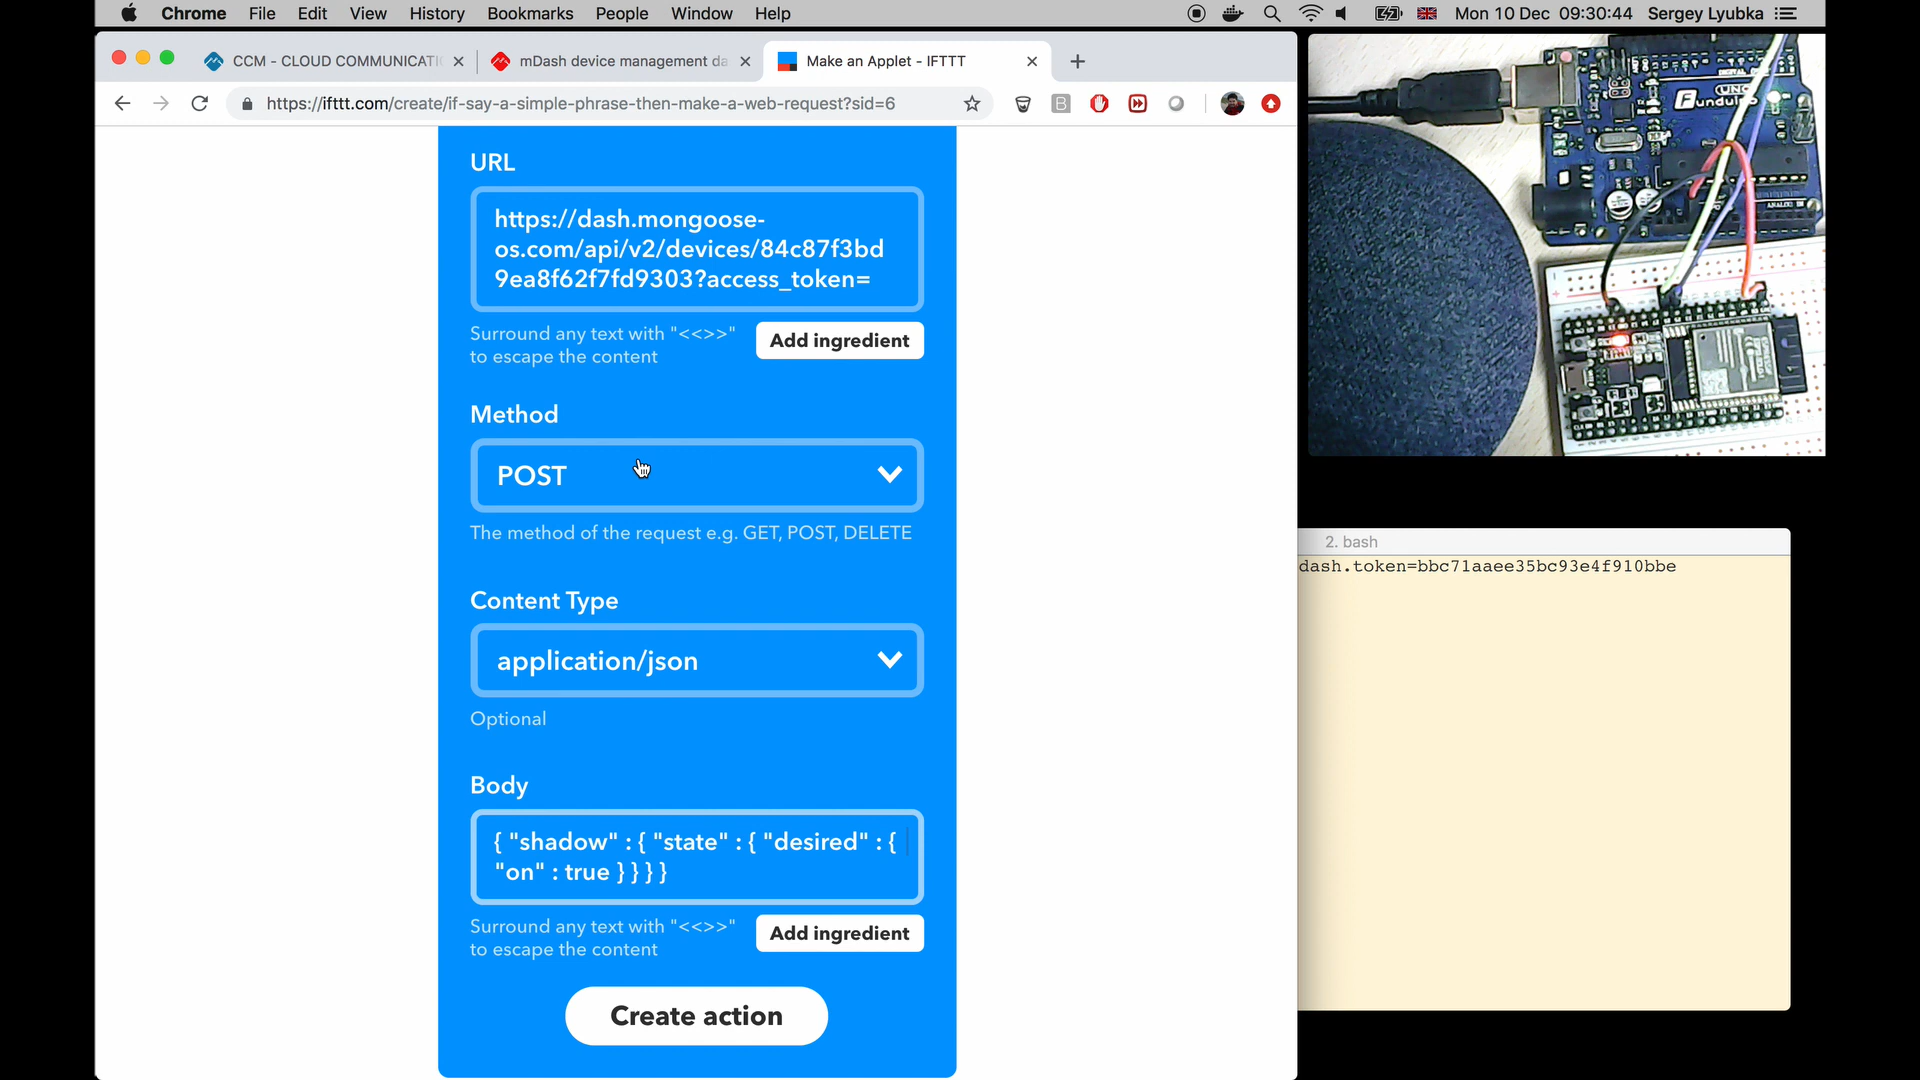 Chrome File Edit View History Bookmarks People Window Help Mon 10 Dec 09:30:44 Sergey Lyubka
CCM - CLOUD COMMUNICATI mDash device management da Make an Applet - IFTTT
https://ifttt.com/create/if-say-a-simple-phrase-then-make-a-web-request?sid=6
URL
https://dash.mongoose-
os.com/api/v2/devices/84c87f3bd
9ea8f62f7fd9303?access_token=
Surround any text with "<<>>"
to escape the content
Add ingredient
Method
POST
The method of the request e.g. GET, POST, DELETE
Content Type
application/json
Optional
Body
{ "shadow" : { "state" : { "desired" : {
"on" : true } } } }
Surround any text with "<<>>"
to escape the content
Add ingredient
Create action
UNO
Funduino
2. bash
dash.token=bbc71aaee35bc93e4f910bbe